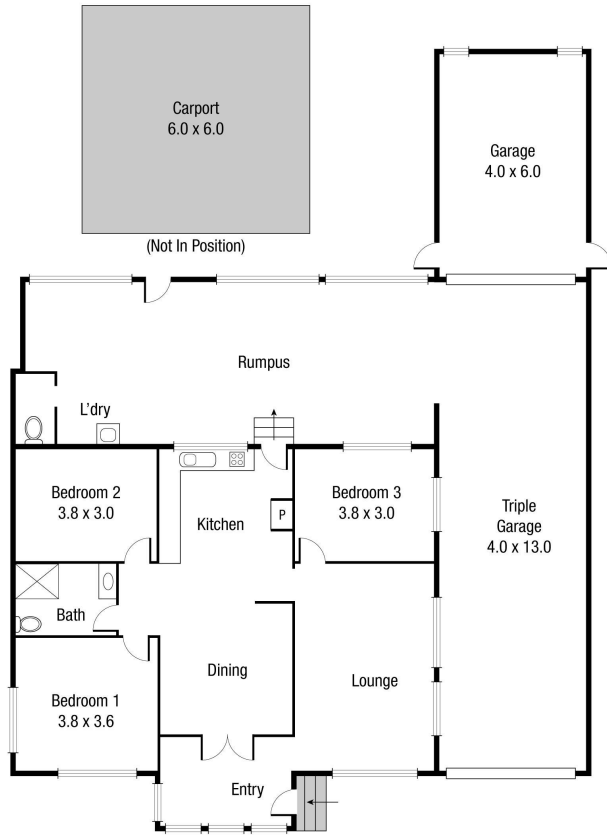 Carport
6.0 x 6.0
(Not In Position)
Garage
4.0 x 6.0
Rumpus
L'dry
Bedroom 2
3.8 x 3.0
Kitchen
P
Bedroom 3
3.8 x 3.0
Triple
Garage
4.0 x 13.0
Bath
Dining
Lounge
Bedroom 1
3.8 x 3.6
Entry